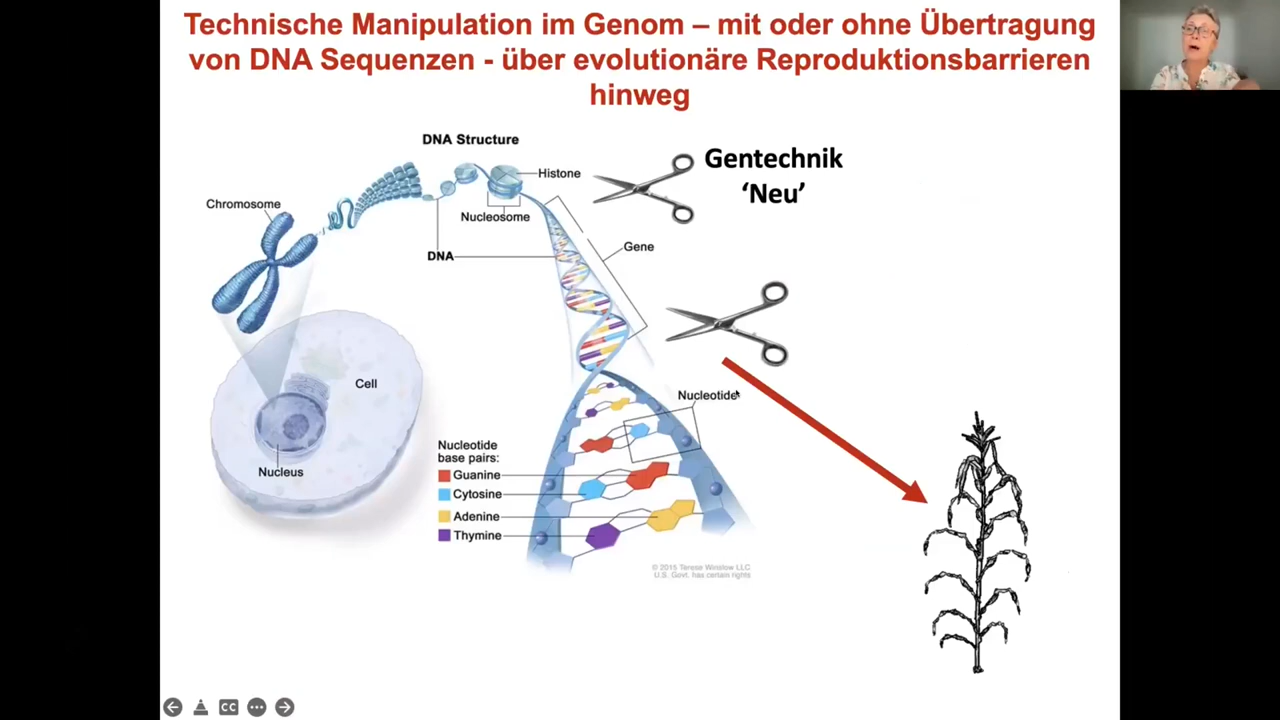 Technische Manipulation im Genom – mit oder ohne Übertragung
von DNA Sequenzen - über evolutionäre Reproduktionsbarrieren
hinweg
DNA Structure
Histone
Gentechnik
‘Neu’
Chromosome
Nucleosome
Gene
DNA
Cell
Nucleotide
Nucleotide
base pairs:
Guanine
Nucleus
Cytosine
Adenine
Thymine
© 2015 Terese Winslow LLC
U.S. Govt. has certain rights
CC